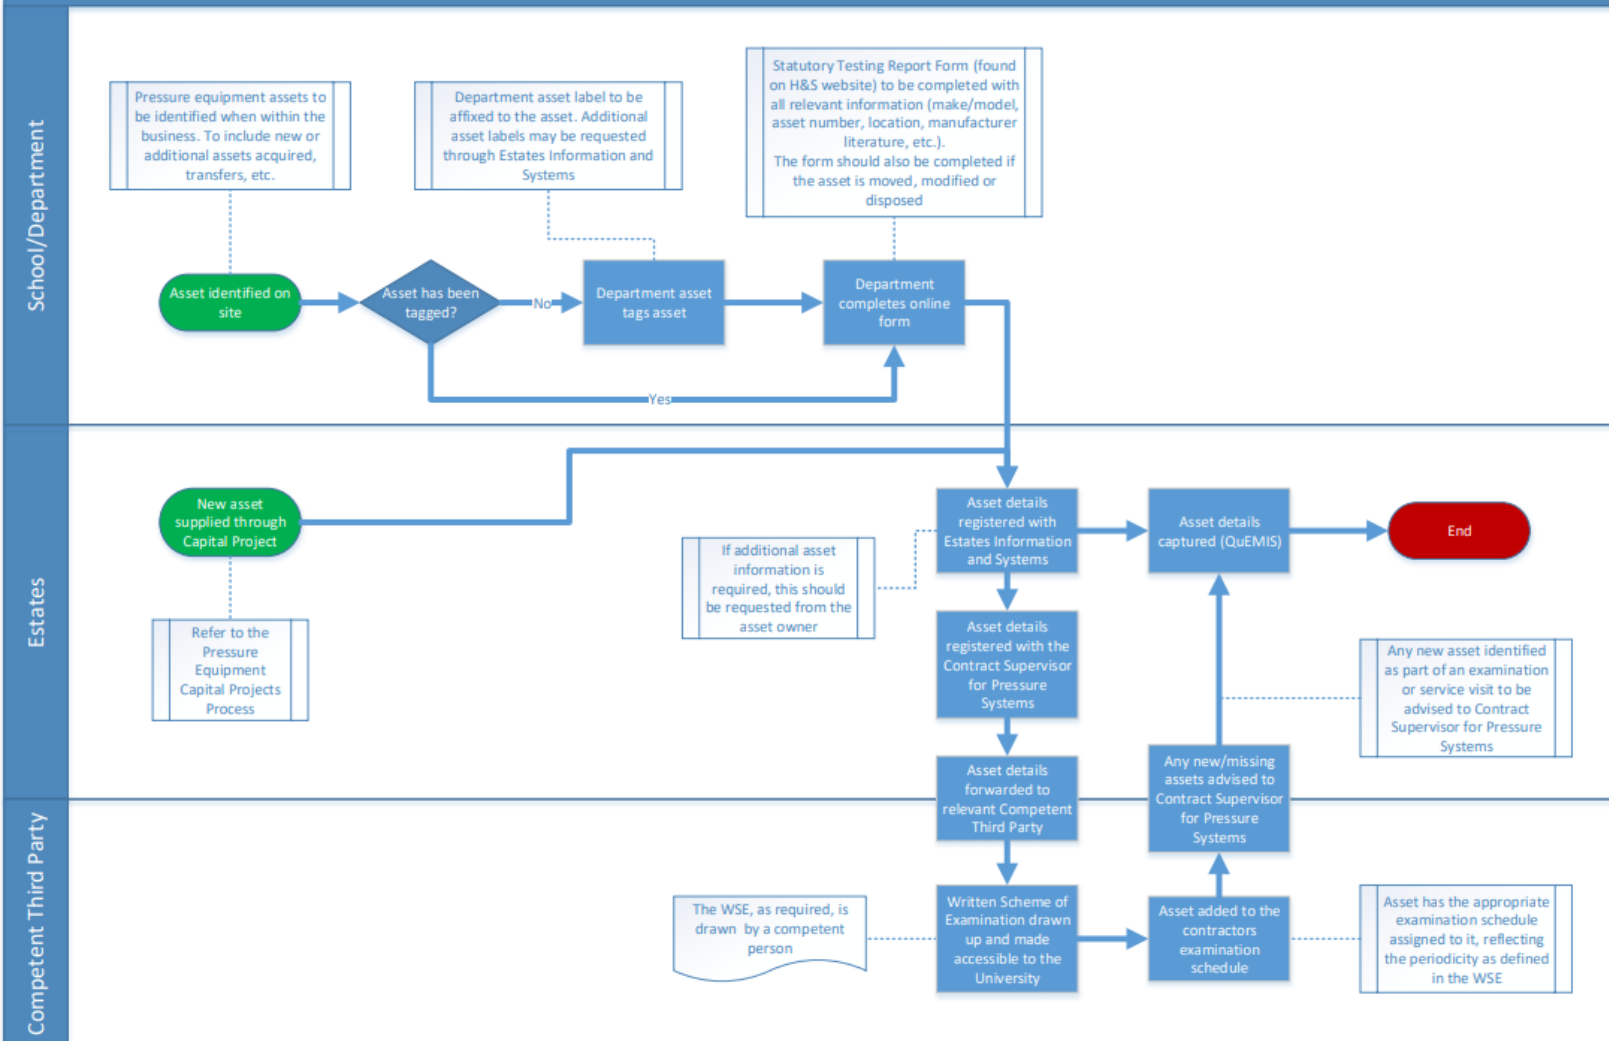 School/Department
Pressure equipment assets to
be identified when within the
business. To include new or
additional assets acquired,
transfers, etc.
Department asset label to be
affixed to the asset. Additional
asset labels may be requested
through Estates Information and
Systems
Statutory Testing Report Form (found
on H&S website) to be completed with
all relevant information (make/model,
asset number, location, manufacturer
literature, etc.).
The form should also be completed if
the asset is moved, modified or
disposed
Asset identified on
site
Asset has been
tagged?
No
Department asset
tags asset
Department
completes online
form
Yes
Estates
New asset
supplied through
Capital Project
Refer to the
Pressure
Equipment
Capital Projects
Process
If additional asset
information is
required, this should
be requested from the
asset owner
Asset details
registered with
Estates Information
and Systems
Asset details
captured (QuEMIS)
End
Asset details
registered with the
Contract Supervisor
for Pressure
Systems
Any new asset identified
as part of an examination
or service visit to be
advised to Contract
Supervisor for Pressure
Systems
Asset details
forwarded to
relevant Competent
Third Party
Any new/missing
assets advised to
Contract Supervisor
for Pressure
Systems
Competent Third Party
The WSE, as required, is
drawn by a competent
person
Written Scheme of
Examination drawn
up and made
accessible to the
University
Asset added to the
contractors
examination
schedule
Asset has the appropriate
examination schedule
assigned to it, reflecting
the periodicity as defined
in the WSE